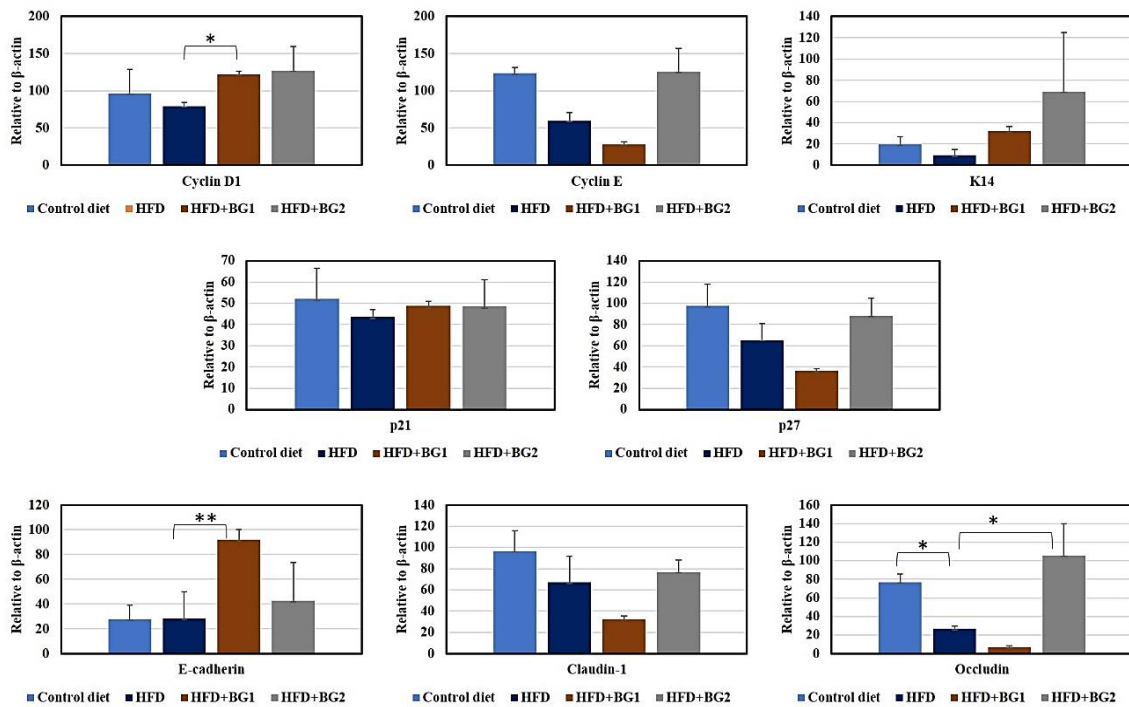 200
150
100
50
0
Relative to β-actin
*
Cyclin D1
Control diet HFD HFD+BG1 HFD+BG2
200
150
100
50
0
Relative to β-actin
Cyclin E
Control diet HFD HFD+BG1 HFD+BG2
140
120
100
80
60
40
20
0
Relative to β-actin
K14
Control diet HFD HFD+BG1 HFD+BG2
70
60
50
40
30
20
10
0
Relative to β-actin
p21
Control diet HFD HFD+BG1 HFD+BG2
140
120
100
80
60
40
20
0
Relative to β-actin
p27
Control diet HFD HFD+BG1 HFD+BG2
120
100
80
60
40
20
0
Relative to β-actin
**
E-cadherin
Control diet HFD HFD+BG1 HFD+BG2
140
120
100
80
60
40
20
0
Relative to β-actin
Claudin-1
Control diet HFD HFD+BG1 HFD+BG2
160
140
120
100
80
60
40
20
0
Relative to β-actin
*
*
Occludin
Control diet HFD HFD+BG1 HFD+BG2